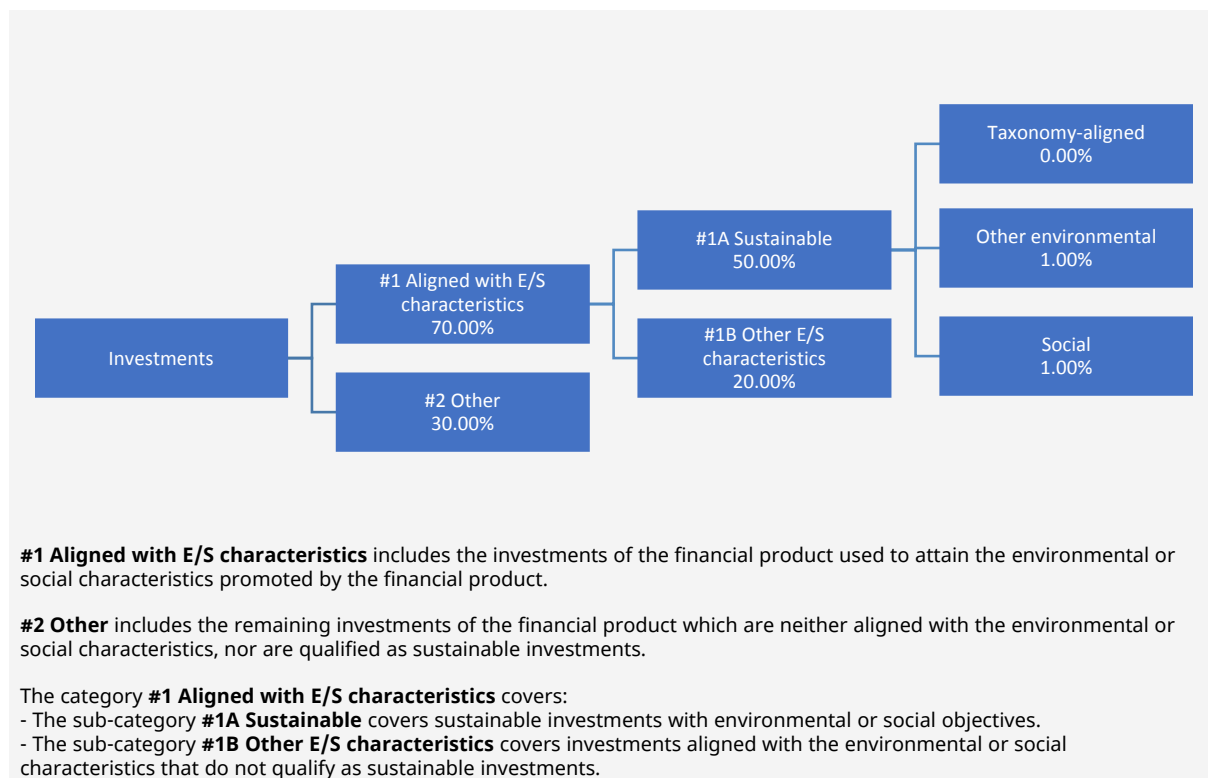 Investments
#1 Aligned with E/S
characteristics
70.00%
#2 Other
30.00%
#1A Sustainable
50.00%
#1B Other E/S
characteristics
20.00%
Taxonomy-aligned
0.00%
Other environmental
1.00%
Social
1.00%
#1 Aligned with E/S characteristics includes the investments of the financial product used to attain the environmental or
social characteristics promoted by the financial product.
#2 Other includes the remaining investments of the financial product which are neither aligned with the environmental or
social characteristics, nor are qualified as sustainable investments.
The category #1 Aligned with E/S characteristics covers:
- The sub-category #1A Sustainable covers sustainable investments with environmental or social objectives.
- The sub-category #1B Other E/S characteristics covers investments aligned with the environmental or social
characteristics that do not qualify as sustainable investments.